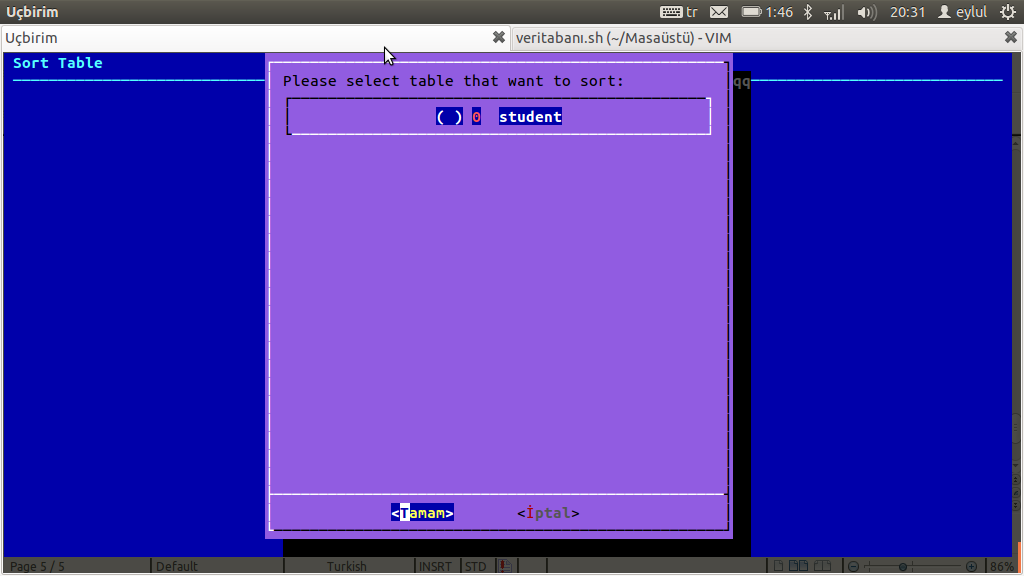 Uçbirim
tr
1:46
20:31
eylul
Uçbirim
veritabanı.sh (~/Masaüstü) - VIM
Sort Table
Please select table that want to sort:
qq
( ) 0 student
<Tamam> <İptal>
Page 5 / 5 Default Turkish INSRT STD 86%